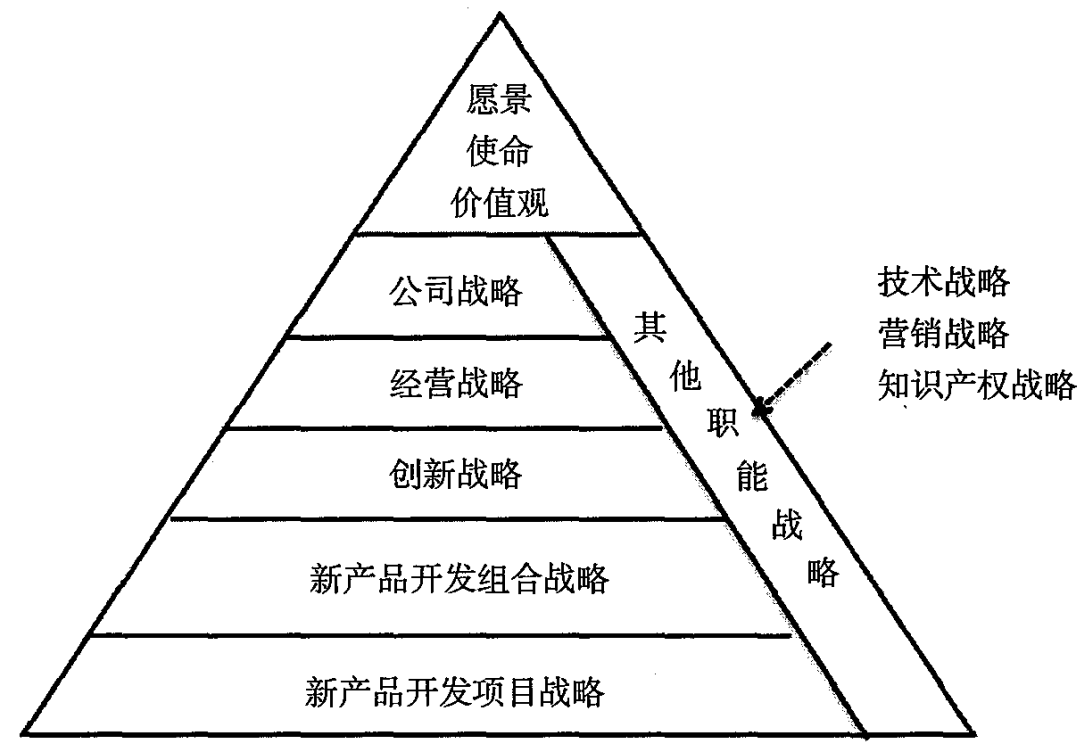 愿景
使命
价值观
公司战略
经营战略
创新战略
新产品开发组合战略
新产品开发项目战略
其他职能战略
技术战略
营销战略
知识产权战略